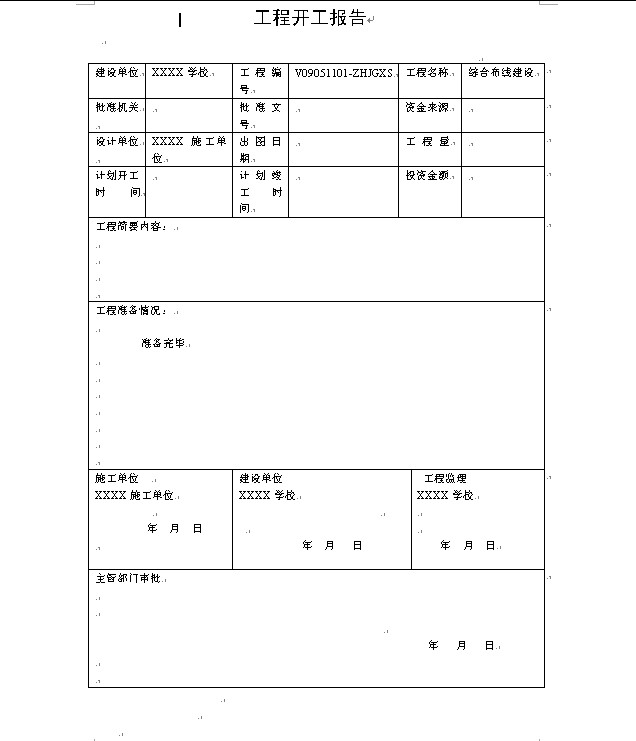 工程开工报告
建设单位 XXXX 学校 工程编号 V09051101-ZHJGXS 工程名称 综合布线建设
批准机关 批准文号 资金来源
设计单位 XXXX 施工单位 出图日期 工程量
计划开工时间 计划竣工时间 投资金额
工程简要内容：
工程准备情况：
准备完毕
施工单位 建设单位 工程监理
XXXX 施工单位 XXXX 学校 XXXX 学校
年 月 日 年 月 日 年 月 日
主管部门审批
年 月 日